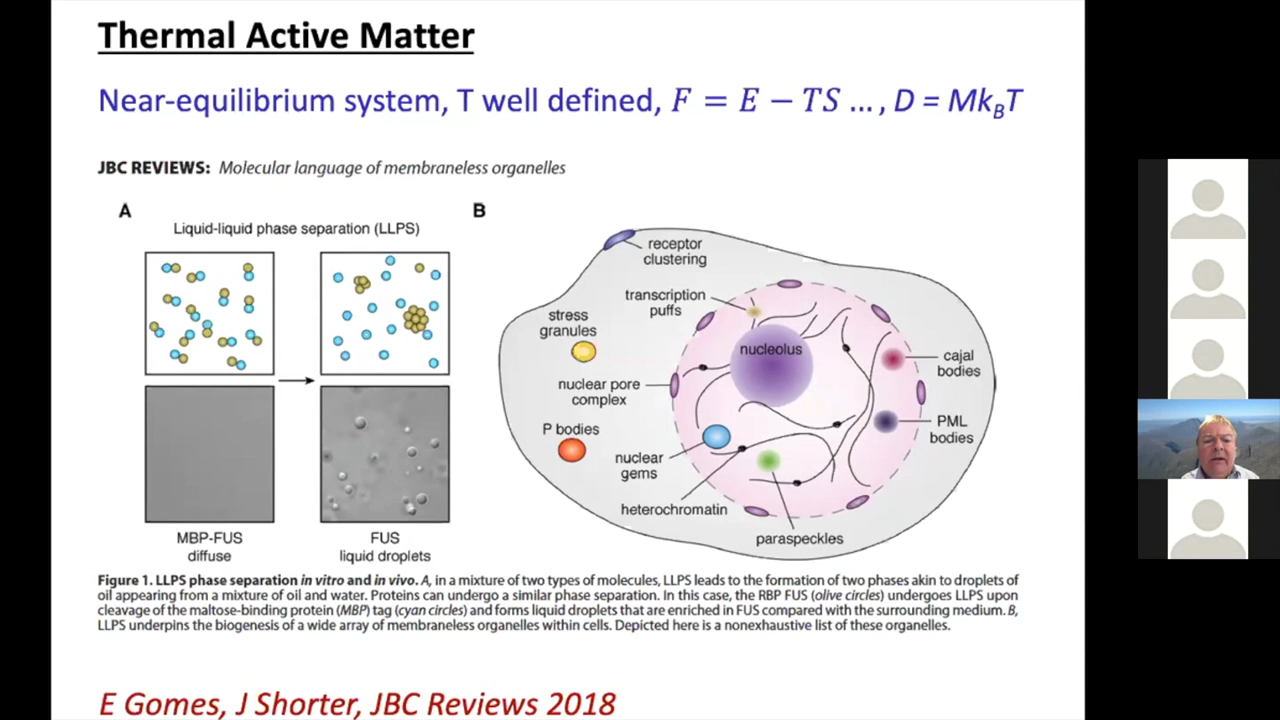 Thermal Active Matter
Near-equilibrium system, T well defined, F = E − TS ..., D = Mk_BT
JBC REVIEWS: Molecular language of membraneless organelles
A
Liquid-liquid phase separation (LLPS)
MBP-FUS
diffuse
FUS
liquid droplets
B
receptor
clustering
transcription
puffs
stress
granules
nucleolus
cajal
bodies
nuclear pore
complex
P bodies
PML
bodies
nuclear
gems
heterochromatin
paraspeckles
Figure 1. LLPS phase separation in vitro and in vivo. A, in a mixture of two types of molecules, LLPS leads to the formation of two phases akin to droplets of
oil appearing from a mixture of oil and water. Proteins can undergo a similar phase separation. In this case, the RBP FUS (olive circles) undergoes LLPS upon
cleavage of the maltose-binding protein (MBP) tag (cyan circles) and forms liquid droplets that are enriched in FUS compared with the surrounding medium. B,
LLPS underpins the biogenesis of a wide array of membraneless organelles within cells. Depicted here is a nonexhaustive list of these organelles.
E Gomes, J Shorter, JBC Reviews 2018